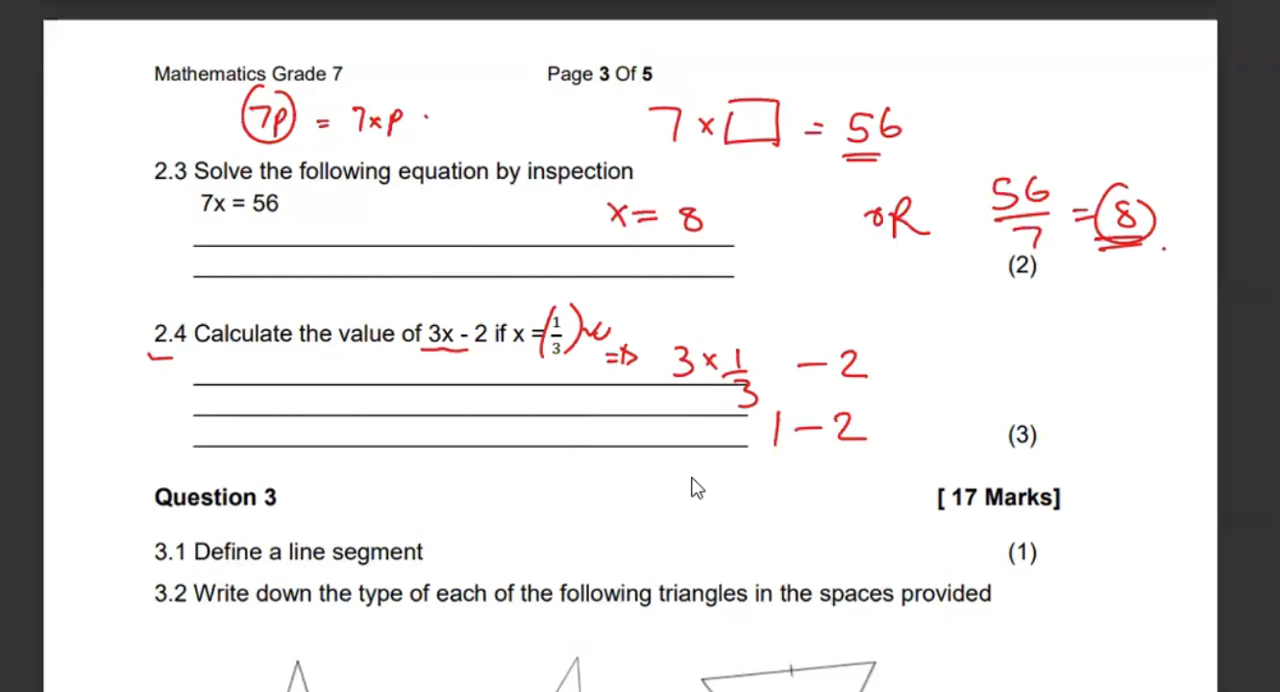 Mathematics Grade 7 Page 3 Of 5
7p = 7 x p
7 x □ = 56
2.3 Solve the following equation by inspection
7x = 56
x = 8
OR 56/7 = 8
(2)
2.4 Calculate the value of 3x - 2 if x = 1/3
=> 3 x 1/3 - 2
1 - 2
(3)
Question 3 [ 17 Marks]
3.1 Define a line segment (1)
3.2 Write down the type of each of the following triangles in the spaces provided